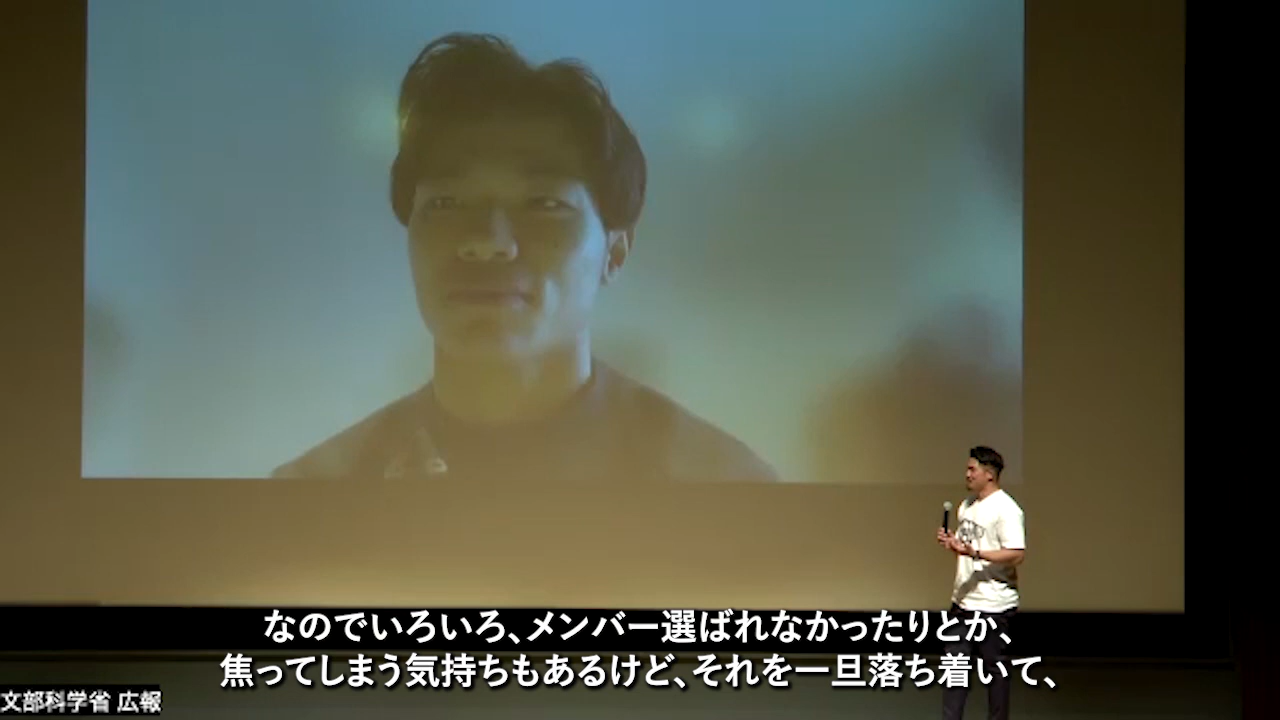 なのでいろいろ、メンバー選ばれなかったりとか、
焦ってしまう気持ちもあるけど、それを一旦落ち着いて、
文部科学省 広報